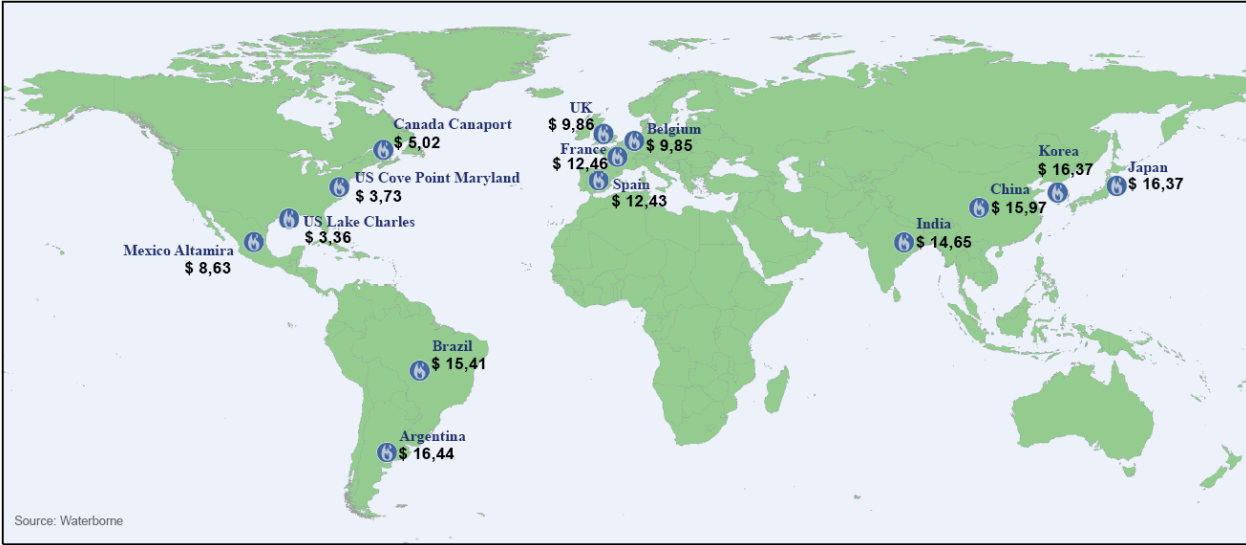 UK
$ 9,86
Canada Canaport
$ 5,02
Belgium
$ 9,85
France
$ 12,46
Korea
$ 16,37
Japan
$ 16,37
US Cove Point Maryland
$ 3,73
Spain
$ 12,43
China
$ 15,97
US Lake Charles
$ 3,36
India
$ 14,65
Mexico Altamira
$ 8,63
Brazil
$ 15,41
Argentina
$ 16,44
Source: Waterborne